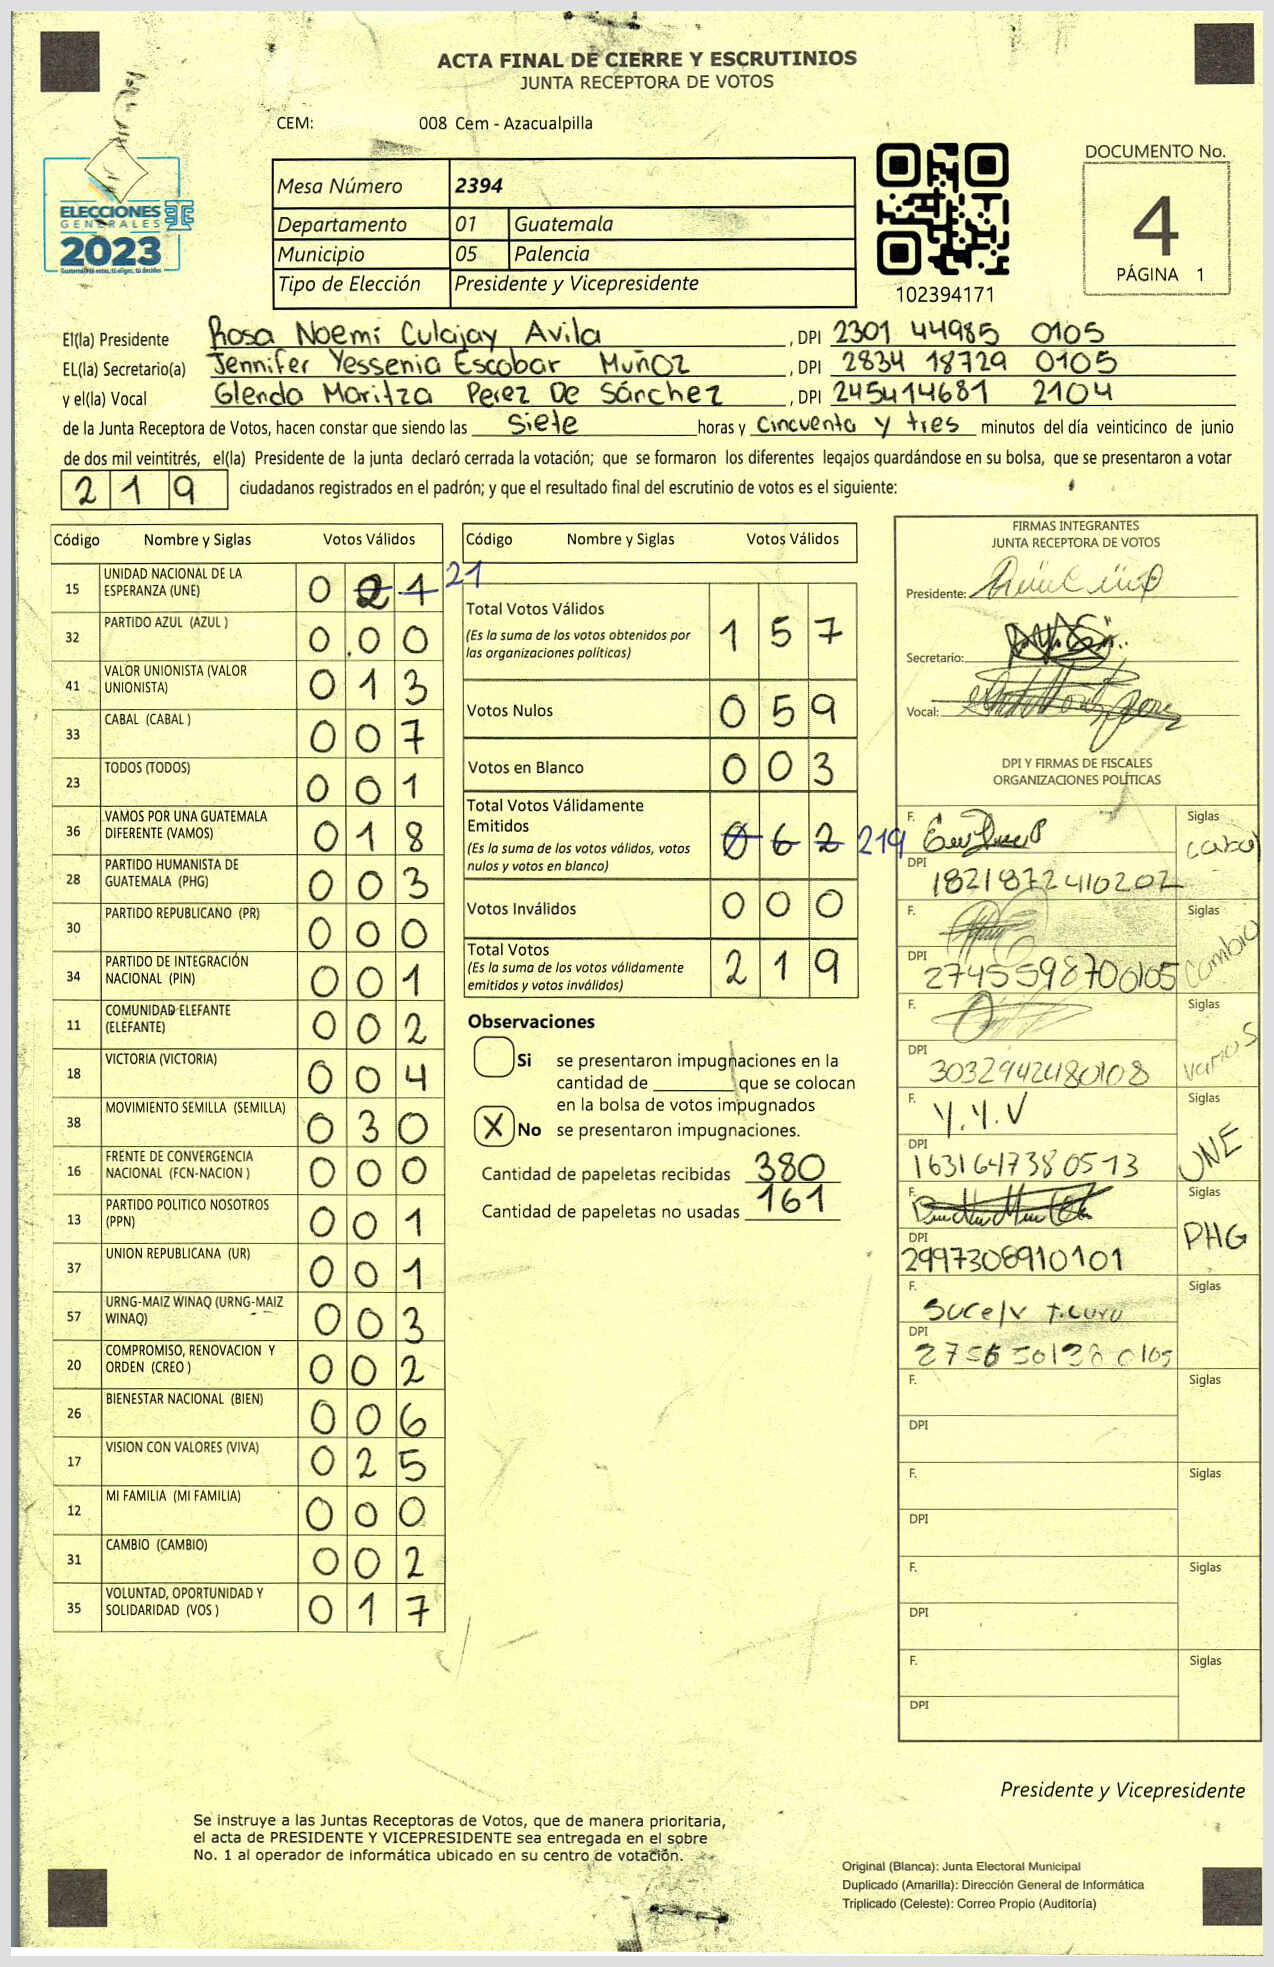 ACTA FINAL DE CIERRE Y ESCRUTINIOS
JUNTA RECEPTORA DE VOTOS
CEM: 008 Cem - Azacualpilla
ELECCIONES
GENERALES
2023
Mesa Número 2394
Departamento 01 Guatemala
Municipio 05 Palencia
Tipo de Elección Presidente y Vicepresidente
102394171
DOCUMENTO No.
4
PÁGINA 1
El(la) Presidente Rosa Noemí Culajay Avila, DPI 2301 44985 0105
EL(la) Secretario(a) Jennifer Yessenia Escobar Muñoz, DPI 2834 18729 0105
y el(la) Vocal Glenda Maritza Perez De Sánchez, DPI 245414681 2104
de la Junta Receptora de Votos, hacen constar que siendo las siete horas y cincuenta y tres minutos del día veinticinco de junio
de dos mil veintitrés, el(la) Presidente de la junta declaró cerrada la votación; que se formaron los diferentes legajos guardándose en su bolsa, que se presentaron a votar
219 ciudadanos registrados en el padrón; y que el resultado final del escrutinio de votos es el siguiente:
Código Nombre y Siglas Votos Válidos
15 UNIDAD NACIONAL DE LA ESPERANZA (UNE) 0 2 1 21
32 PARTIDO AZUL (AZUL ) 0 0 0
41 VALOR UNIONISTA (VALOR UNIONISTA) 0 1 3
33 CABAL (CABAL ) 0 0 7
23 TODOS (TODOS) 0 0 1
36 VAMOS POR UNA GUATEMALA DIFERENTE (VAMOS) 0 1 8
28 PARTIDO HUMANISTA DE GUATEMALA (PHG) 0 0 3
30 PARTIDO REPUBLICANO (PR) 0 0 0
34 PARTIDO DE INTEGRACIÓN NACIONAL (PIN) 0 0 1
11 COMUNIDAD ELEFANTE (ELEFANTE) 0 0 2
18 VICTORIA (VICTORIA) 0 0 4
38 MOVIMIENTO SEMILLA (SEMILLA) 0 3 0
16 FRENTE DE CONVERGENCIA NACIONAL (FCN-NACION ) 0 0 0
13 PARTIDO POLITICO NOSOTROS (PPN) 0 0 1
37 UNION REPUBLICANA (UR) 0 0 1
57 URNG-MAIZ WINAQ (URNG-MAIZ WINAQ) 0 0 3
20 COMPROMISO, RENOVACION Y ORDEN (CREO ) 0 0 2
26 BIENESTAR NACIONAL (BIEN) 0 0 6
17 VISION CON VALORES (VIVA) 0 2 5
12 MI FAMILIA (MI FAMILIA) 0 0 0
31 CAMBIO (CAMBIO) 0 0 2
35 VOLUNTAD, OPORTUNIDAD Y SOLIDARIDAD (VOS ) 0 1 7
Código Nombre y Siglas Votos Válidos
Total Votos Válidos 1 5 7
(Es la suma de los votos obtenidos por
las organizaciones políticas)
Votos Nulos 0 5 9
Votos en Blanco 0 0 3
Total Votos Válidamente
Emitidos 0 6 2 219
(Es la suma de los votos válidos, votos
nulos y votos en blanco)
Votos Inválidos 0 0 0
Total Votos 2 1 9
(Es la suma de los votos válidamente
emitidos y votos inválidos)
Observaciones
Si se presentaron impugnaciones en la
cantidad de ________ que se colocan
en la bolsa de votos impugnados
X No se presentaron impugnaciones.
Cantidad de papeletas recibidas 380
Cantidad de papeletas no usadas 161
FIRMAS INTEGRANTES
JUNTA RECEPTORA DE VOTOS
Presidente:
Secretario:
Vocal:
DPI Y FIRMAS DE FISCALES
ORGANIZACIONES POLÍTICAS
F. Siglas cabal
DPI 1821872410202
F. Siglas Cambio
DPI 2745598700105
F. Siglas vamos
DPI 3032942480108
F. Y.Y.V Siglas UNE
DPI 1631647380513
F. Siglas PHG
DPI 2997308910101
F. Siglas
DPI
F. Siglas
DPI
F. Siglas
DPI
F. Siglas
DPI
F. Siglas
DPI
Presidente y Vicepresidente
Se instruye a las Juntas Receptoras de Votos, que de manera prioritaria,
el acta de PRESIDENTE Y VICEPRESIDENTE sea entregada en el sobre
No. 1 al operador de informática ubicado en su centro de votación.
Original (Blanca): Junta Electoral Municipal
Duplicado (Amarilla): Dirección General de Informática
Triplicado (Celeste): Correo Propio (Auditoría)